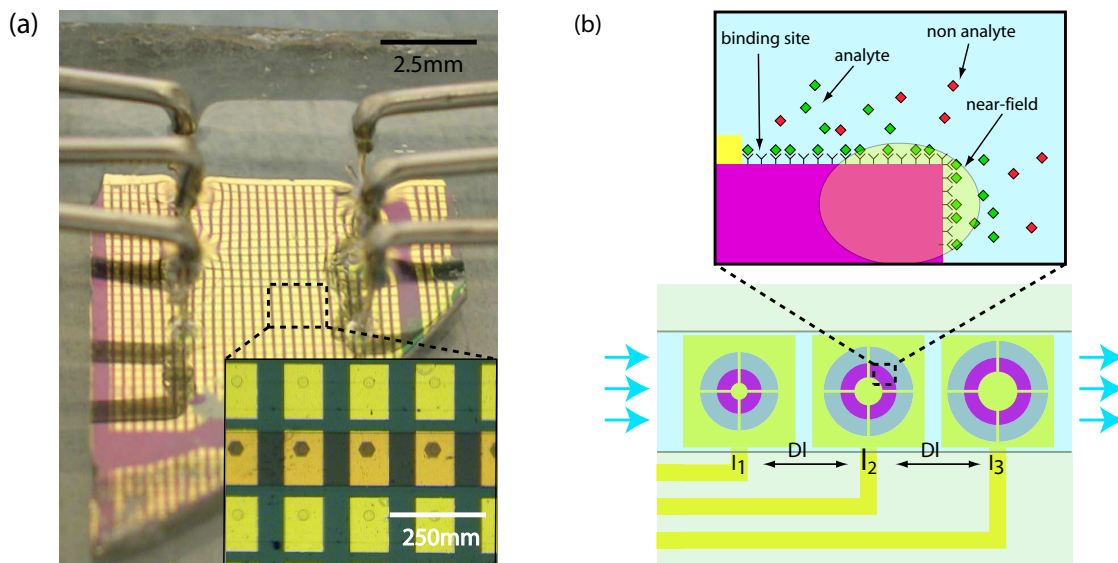 (a)
2.5mm
250mm
(b)
binding site
analyte
non analyte
near-field
I1
DI
I2
DI
I3